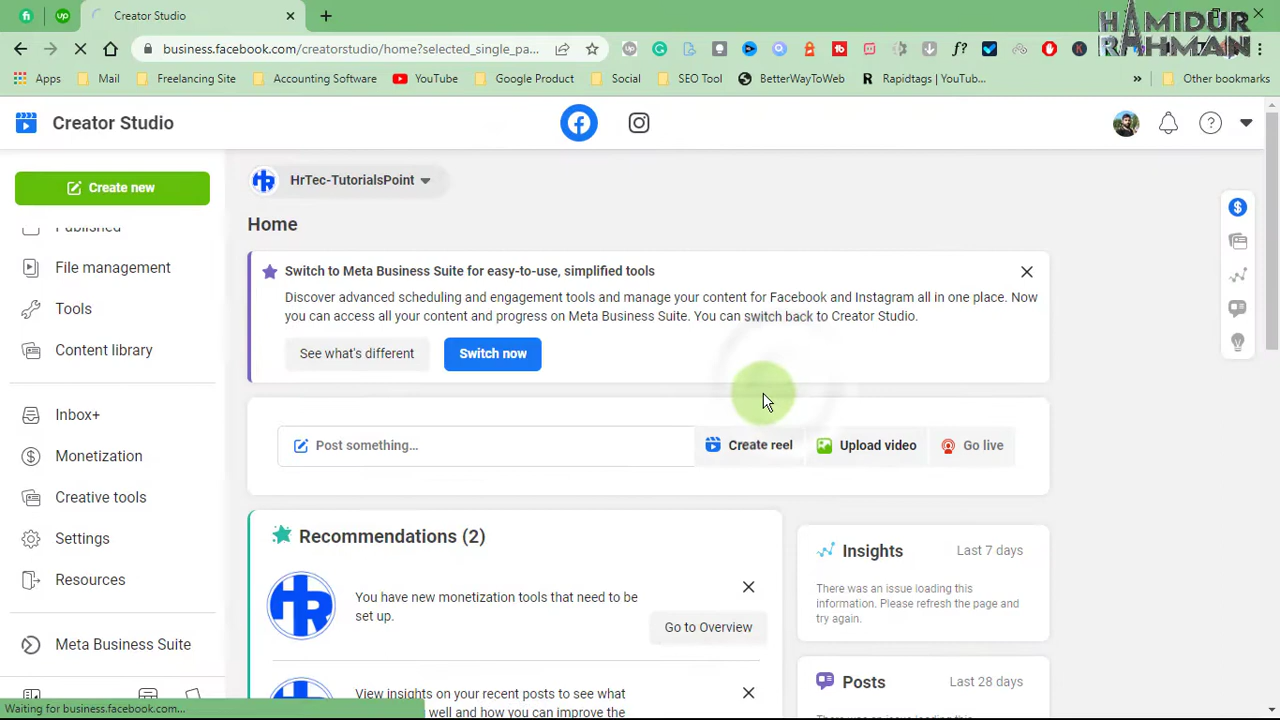 Creator Studio
HAMIDUR
RAHMAN
business.facebook.com/creatorstudio/home?selected_single_pa...
Apps
Mail
Freelancing Site
Accounting Software
YouTube
Google Product
Social
SEO Tool
BetterWayToWeb
Rapidtags | YouTub...
Other bookmarks
Creator Studio
Create new
HrTec-TutorialsPoint
Published
Home
File management
Switch to Meta Business Suite for easy-to-use, simplified tools
Discover advanced scheduling and engagement tools and manage your content for Facebook and Instagram all in one place. Now
you can access all your content and progress on Meta Business Suite. You can switch back to Creator Studio.
Tools
Content library
See what's different
Switch now
Inbox+
Post something...
Create reel
Upload video
Go live
Monetization
Creative tools
Settings
Resources
Meta Business Suite
Recommendations (2)
You have new monetization tools that need to be
set up.
Go to Overview
View insights on your recent posts to see what
well and how you can improve the
Insights
Last 7 days
There was an issue loading this
information. Please refresh the page and
try again.
Posts
Last 28 days
There was an issue loading this
Waiting for business.facebook.com...